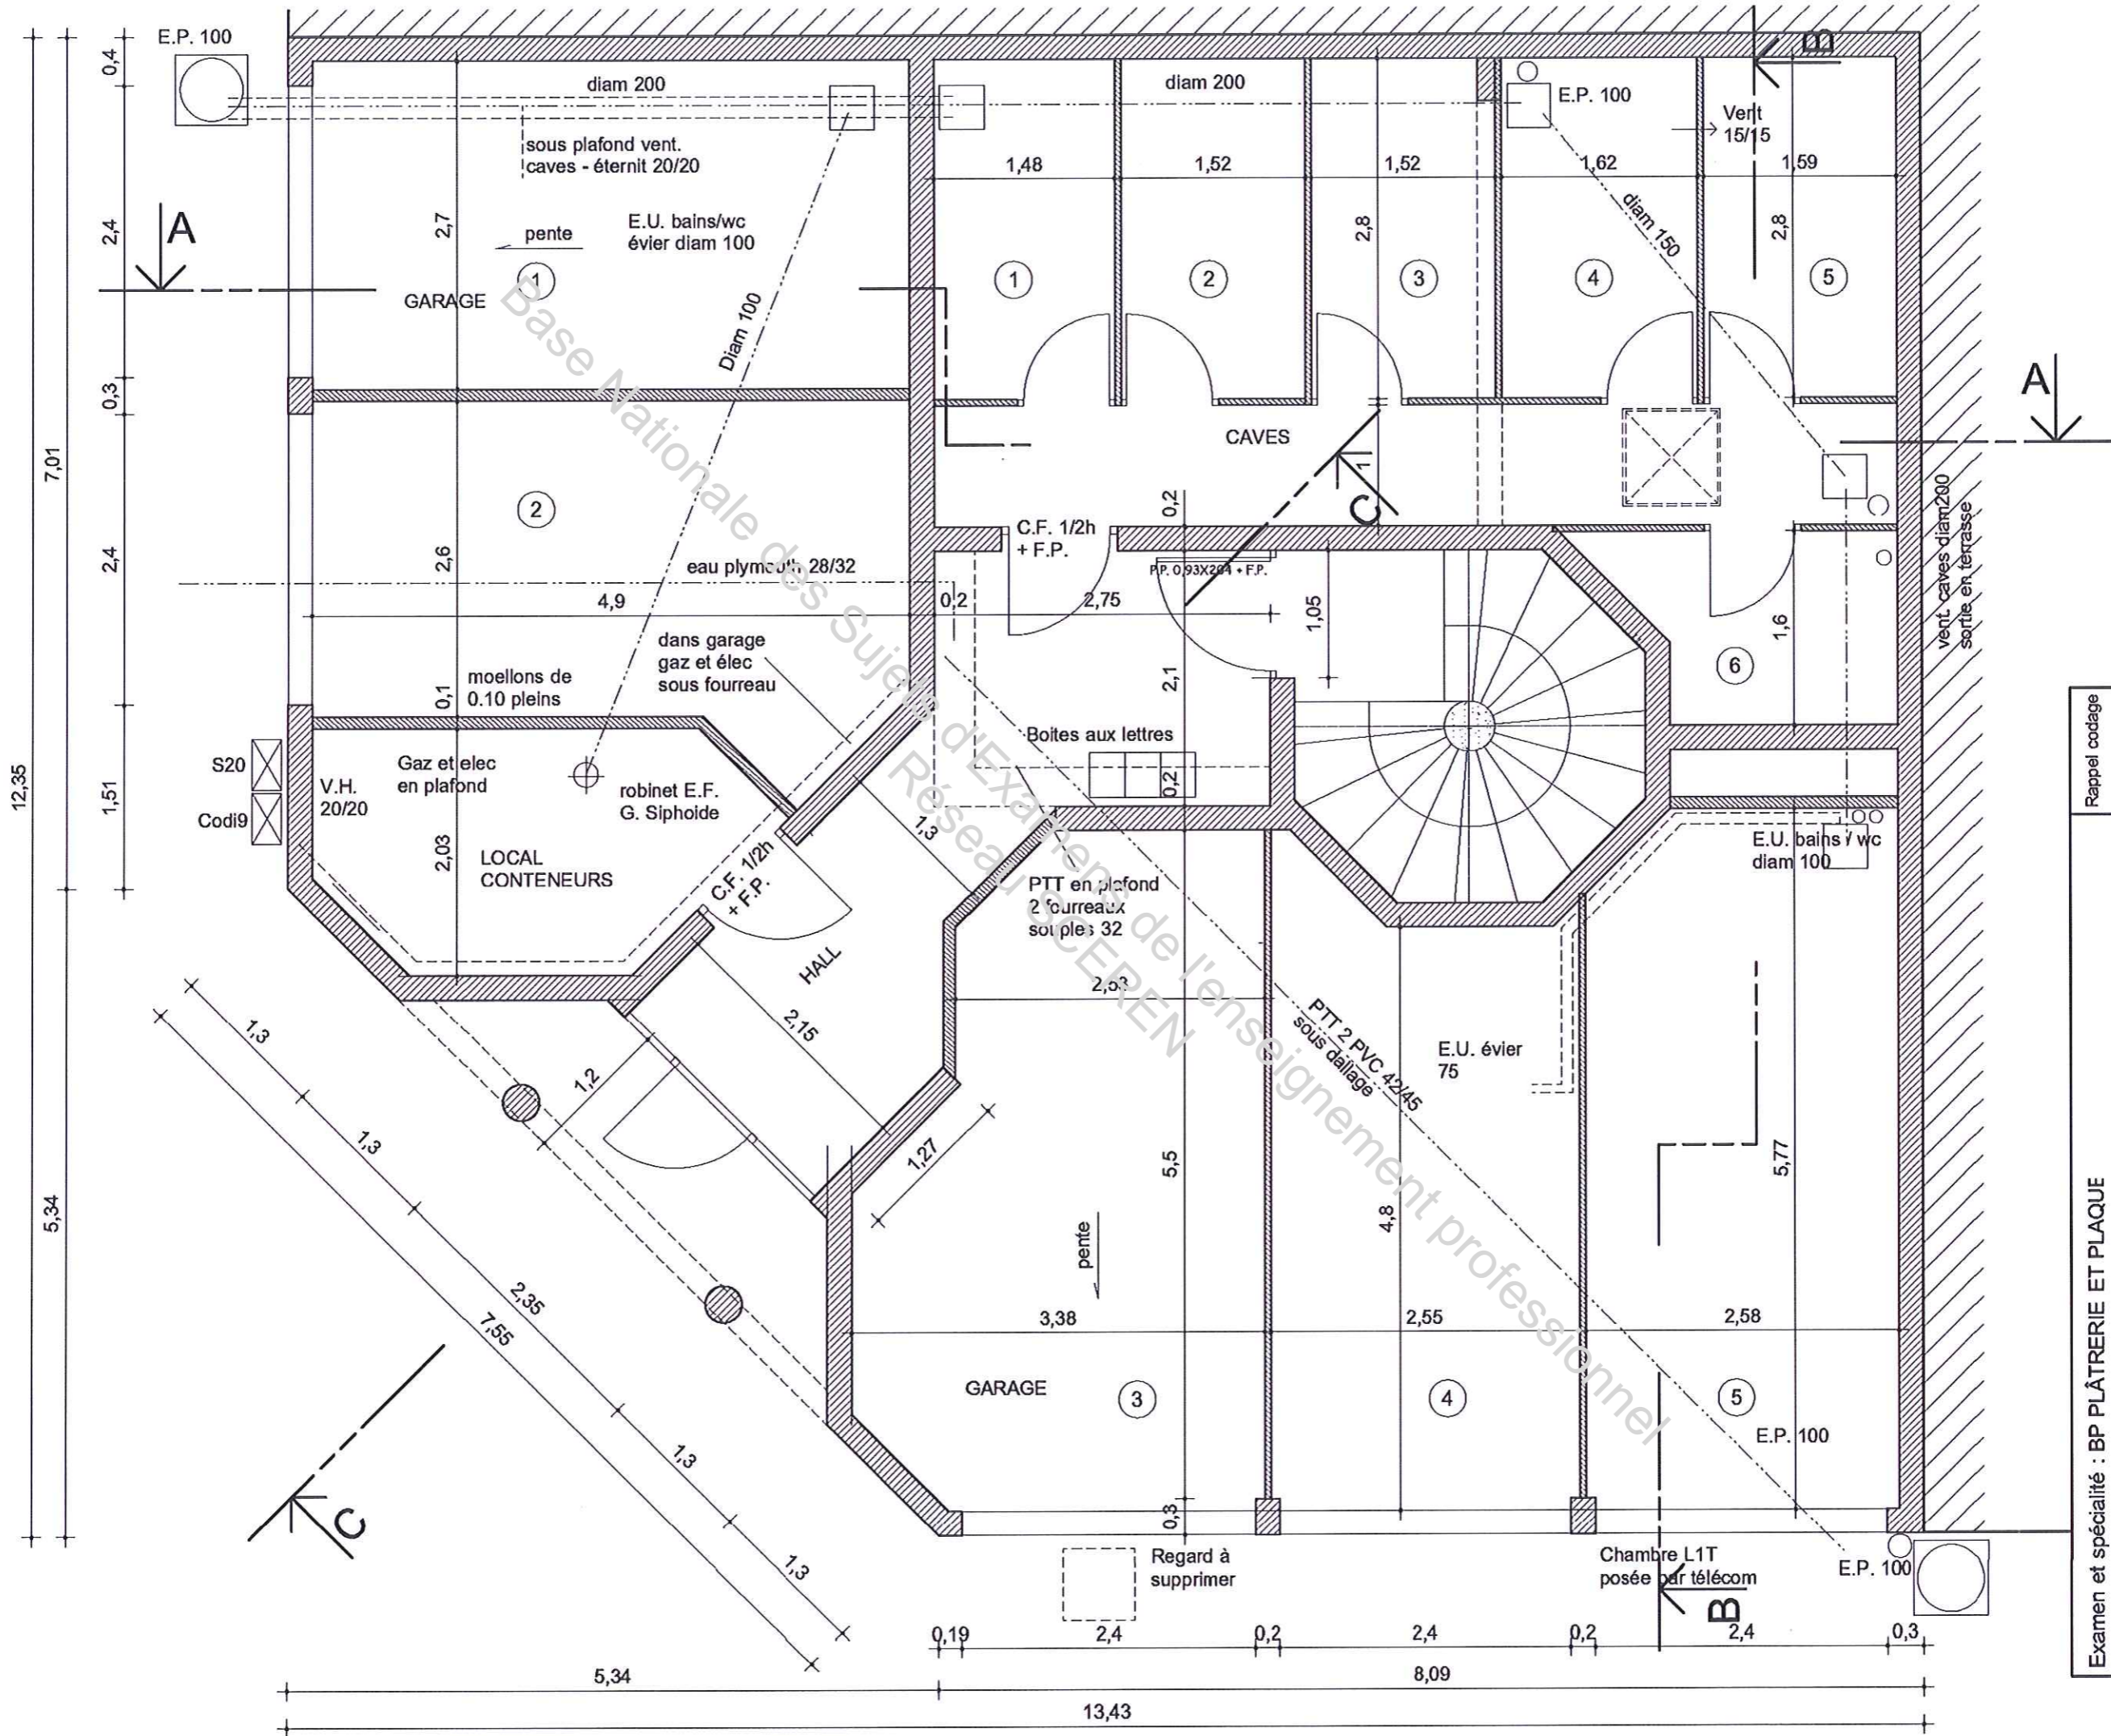 E.P. 100
diam 200
diam 200
E.P. 100
B
0,4
sous plafond vent.
caves - éternit 20/20
Vent
15/15
1,48
1,52
1,52
1,62
1,59
diam 150
A
2,4
2,7
pente
E.U. bains/wc
évier diam 100
2,8
2,8
1
GARAGE
1
2
3
4
5
Diam 100
0,3
A
7,01
CAVES
1
C
2
0,2
C.F. 1/2h
+ F.P.
vent. caves diam200
sortie en terrasse
2,4
2,6
eau plymouth 28/32
P.P. 0,93X204 + F.P.
4,9
0,2
2,75
1,05
1,6
dans garage
gaz et élec
sous fourreau
6
0,1
moellons de
0.10 pleins
2,1
Boites aux lettres
0,2
S20
Codi9
V.H.
20/20
Gaz et elec
en plafond
robinet E.F.
G. Siphoide
12,35
1,51
2,03
LOCAL
CONTENEURS
C.F. 1/2h
+ F.P.
1,3
E.U. bains / wc
diam 100
PTT en plafond
2 fourreaux
souples 32
HALL
2,53
2,15
1,3
1,2
PTT 2 PVC 42/45
sous dallage
E.U. évier
75
1,3
1,27
5,5
5,77
5,34
4,8
pente
2,35
7,55
3,38
2,55
2,58
GARAGE
3
4
5
E.P. 100
1,3
C
0,3
1,3
Regard à
supprimer
Chambre L1T
posée par télécom
E.P. 100
B
0,19
2,4
0,2
2,4
0,2
2,4
0,3
5,34
8,09
13,43
Rappel codage
Examen et spécialité : BP PLÂTRERIE ET PLAQUE
Base Nationale des Sujets d'Examens de l'enseignement professionnel
Réseau SCEREN